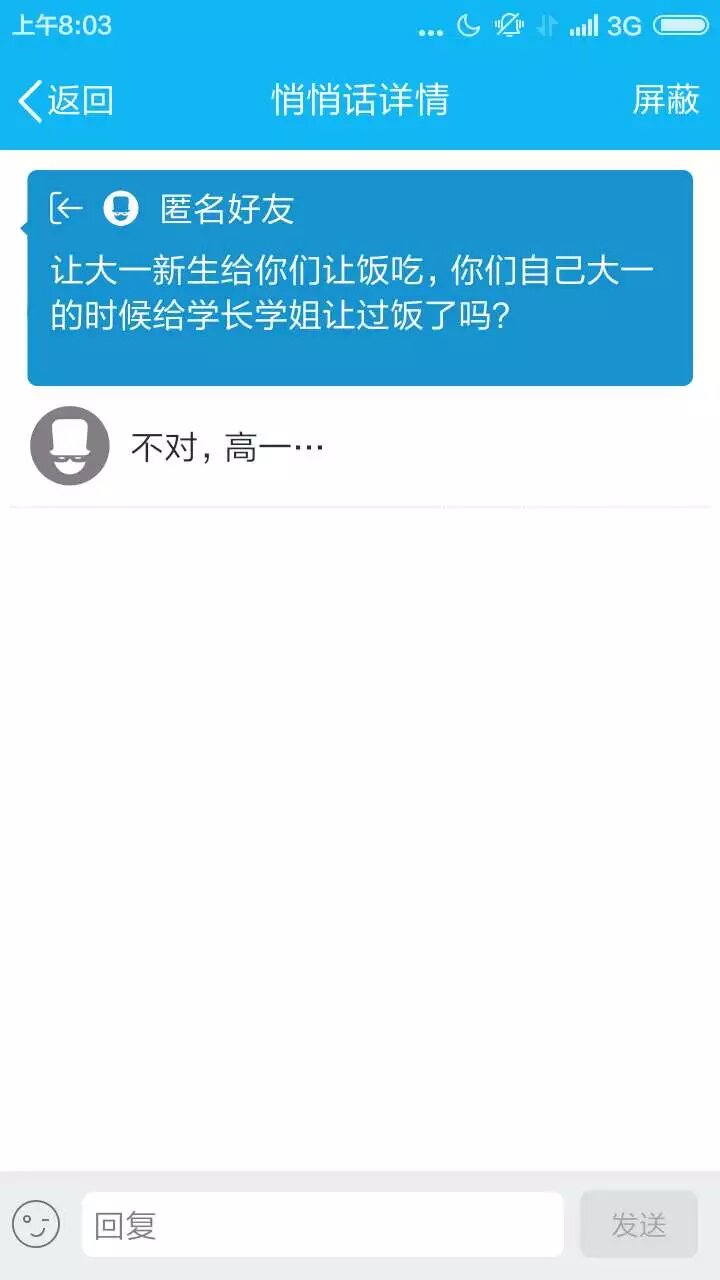 上午8:03
... 3G
返回 悄悄话详情 屏蔽
匿名好友
让大一新生给你们让饭吃，你们自己大一
的时候给学长学姐让过饭了吗？
不对，高一…
回复 发送